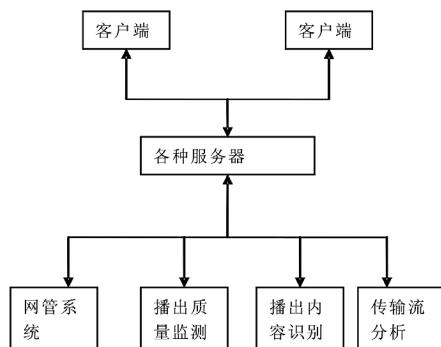 客户端
客户端
各种服务器
网管系
统
播出质
量监测
播出内
容识别
传输流
分析